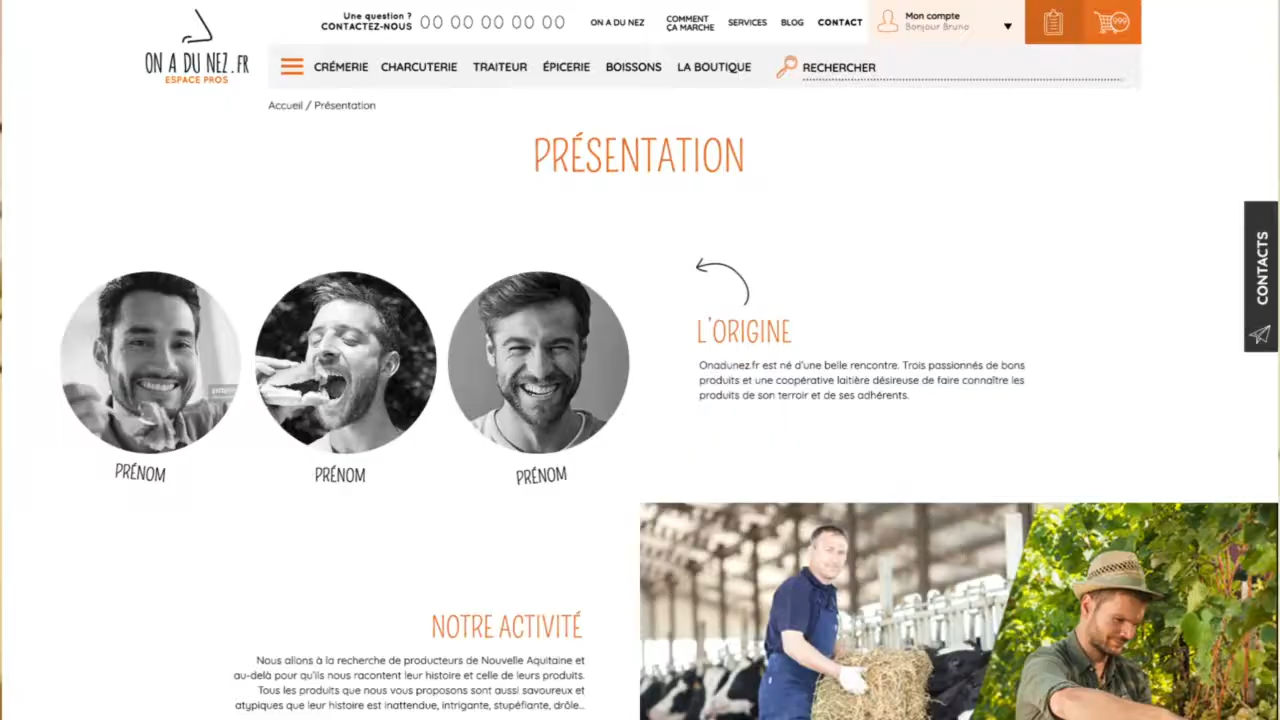 Une question ?
CONTACTEZ-NOUS 00 00 00 00 00
ON A DU NEZ
COMMENT
ÇA MARCHE
SERVICES
BLOG
CONTACT
Mon compte
Bonjour Bruno
999
ON A DU NEZ.FR
ESPACE PROS
CRÉMERIE CHARCUTERIE TRAITEUR ÉPICERIE BOISSONS LA BOUTIQUE RECHERCHER
Accueil / Présentation
PRÉSENTATION
CONTACTS
L'ORIGINE
Onadunez.fr est né d'une belle rencontre. Trois passionnés de bons
produits et une coopérative laitière désireuse de faire connaître les
produits de son terroir et de ses adhérents.
PRÉNOM PRÉNOM PRÉNOM
NOTRE ACTIVITÉ
Nous allons à la recherche de producteurs de Nouvelle Aquitaine et
au-delà pour qu'ils nous racontent leur histoire et celle de leurs produits.
Tous les produits que nous vous proposons sont aussi savoureux et
atypiques que leur histoire est inattendue, intrigante, stupéfiante, drôle...